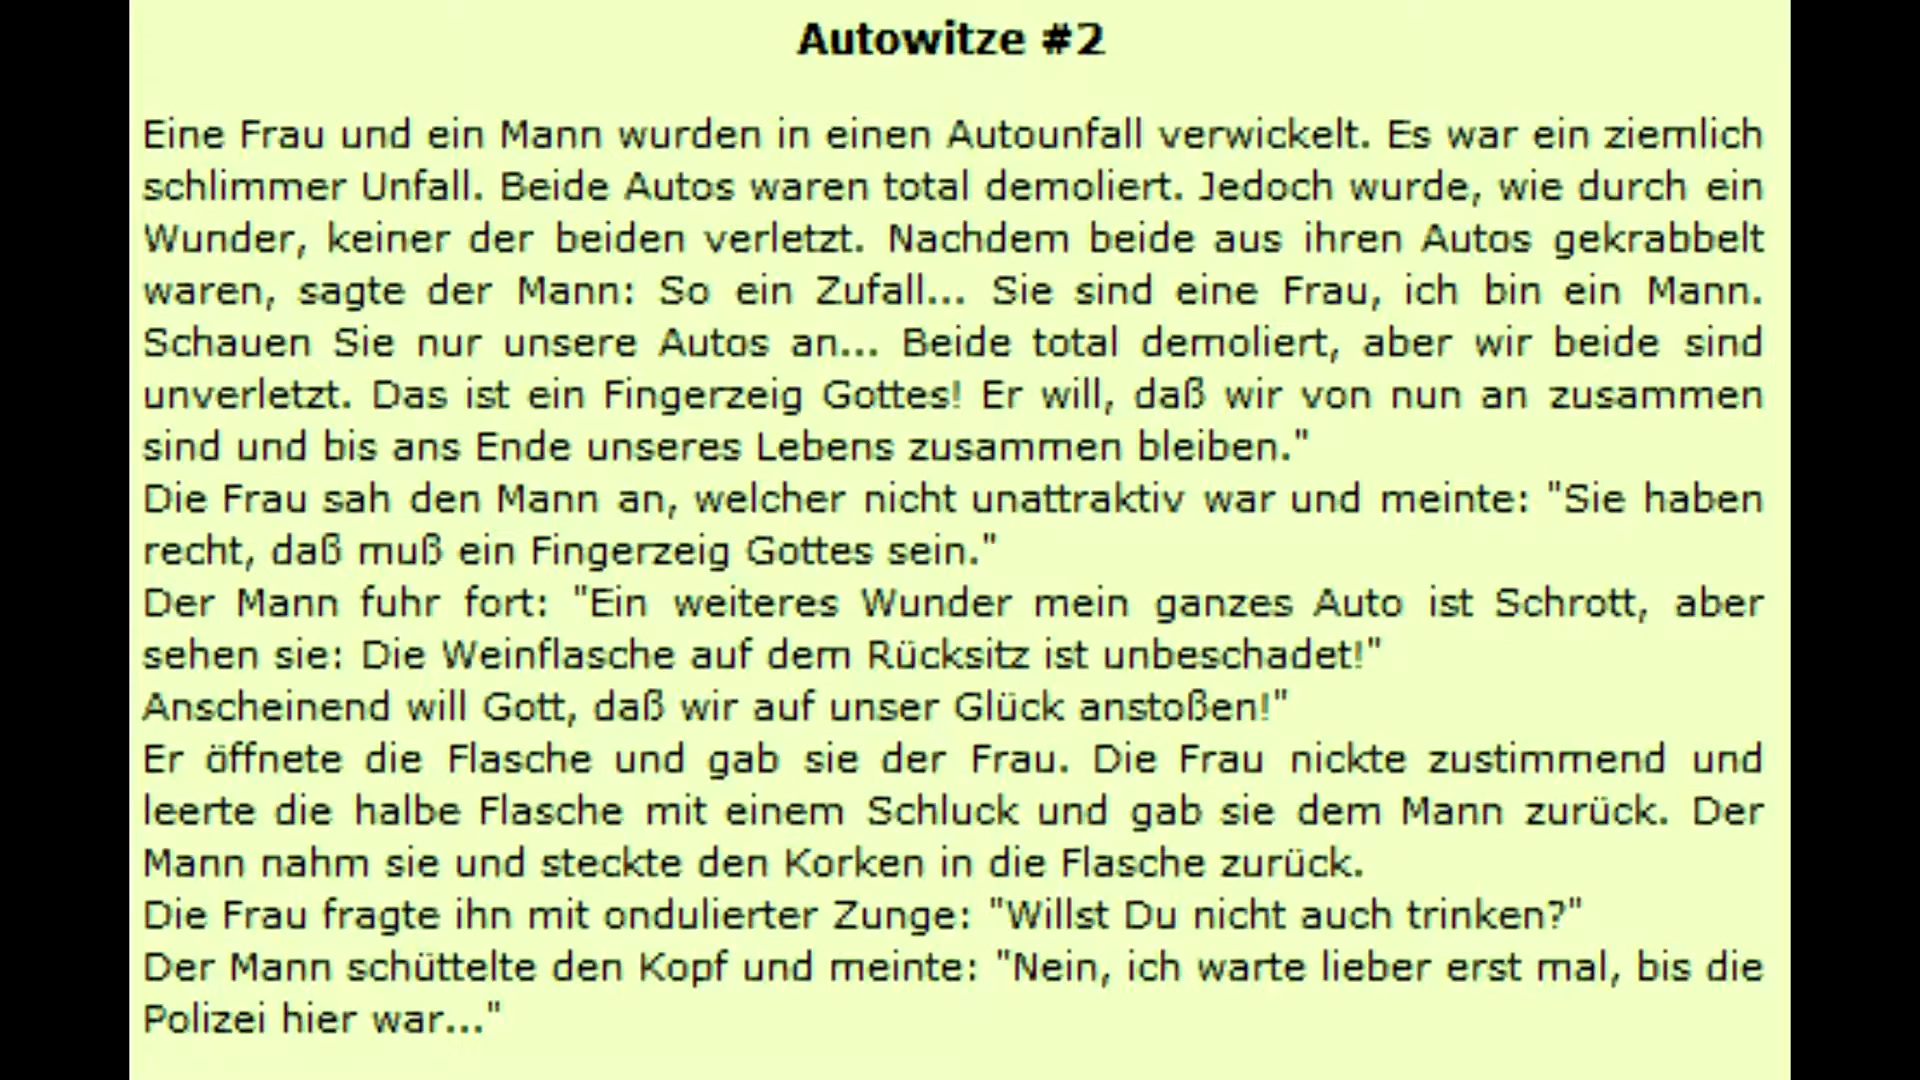 Autowitze #2
Eine Frau und ein Mann wurden in einen Autounfall verwickelt. Es war ein ziemlich
schlimmer Unfall. Beide Autos waren total demoliert. Jedoch wurde, wie durch ein
Wunder, keiner der beiden verletzt. Nachdem beide aus ihren Autos gekrabbelt
waren, sagte der Mann: So ein Zufall... Sie sind eine Frau, ich bin ein Mann.
Schauen Sie nur unsere Autos an... Beide total demoliert, aber wir beide sind
unverletzt. Das ist ein Fingerzeig Gottes! Er will, daß wir von nun an zusammen
sind und bis ans Ende unseres Lebens zusammen bleiben."
Die Frau sah den Mann an, welcher nicht unattraktiv war und meinte: "Sie haben
recht, daß muß ein Fingerzeig Gottes sein."
Der Mann fuhr fort: "Ein weiteres Wunder mein ganzes Auto ist Schrott, aber
sehen sie: Die Weinflasche auf dem Rücksitz ist unbeschadet!"
Anscheinend will Gott, daß wir auf unser Glück anstoßen!"
Er öffnete die Flasche und gab sie der Frau. Die Frau nickte zustimmend und
leerte die halbe Flasche mit einem Schluck und gab sie dem Mann zurück. Der
Mann nahm sie und steckte den Korken in die Flasche zurück.
Die Frau fragte ihn mit ondulierter Zunge: "Willst Du nicht auch trinken?"
Der Mann schüttelte den Kopf und meinte: "Nein, ich warte lieber erst mal, bis die
Polizei hier war..."